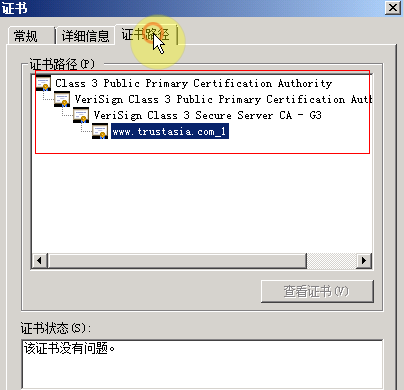 证书
常规 详细信息 证书路径
证书路径(P)
Class 3 Public Primary Certification Authority
VeriSign Class 3 Public Primary Certification Aut
VeriSign Class 3 Secure Server CA - G3
www.trustasia.com_1
查看证书(V)
证书状态(S):
该证书没有问题。